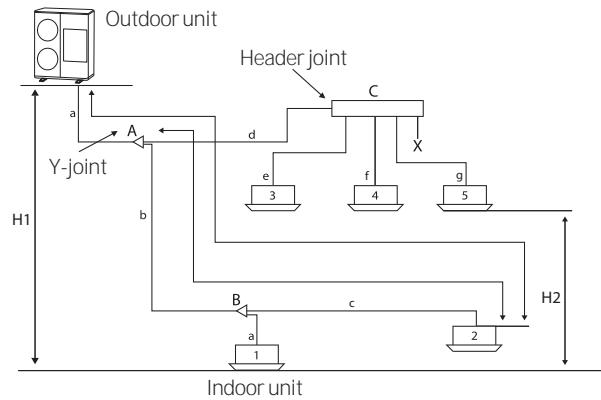 Outdoor unit
Header joint
C
a
A
d
X
Y-joint
e
f
g
3
4
5
b
H1
H2
B
c
2
a
1
Indoor unit